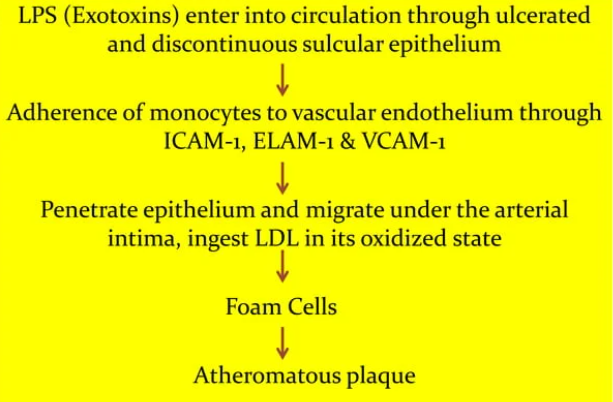 LPS (Exotoxins) enter into circulation through ulcerated
and discontinuous sulcular epithelium
Adherence of monocytes to vascular endothelium through
ICAM-1, ELAM-1 & VCAM-1
Penetrate epithelium and migrate under the arterial
intima, ingest LDL in its oxidized state
Foam Cells
Atheromatous plaque